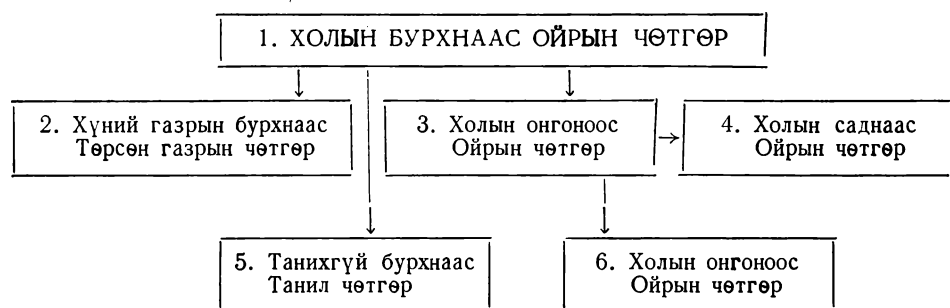 1. ХОЛЫН БУРХНААС ОЙРЫН ЧӨТГӨР
2. Хүний газрын бурхнаас
Төрсөн газрын чөтгөр
3. Холын онгоноос
Ойрын чөтгөр
4. Холын саднаас
Ойрын чөтгөр
5. Танихгүй бурхнаас
Танил чөтгөр
6. Холын онгоноос
Ойрын чөтгөр